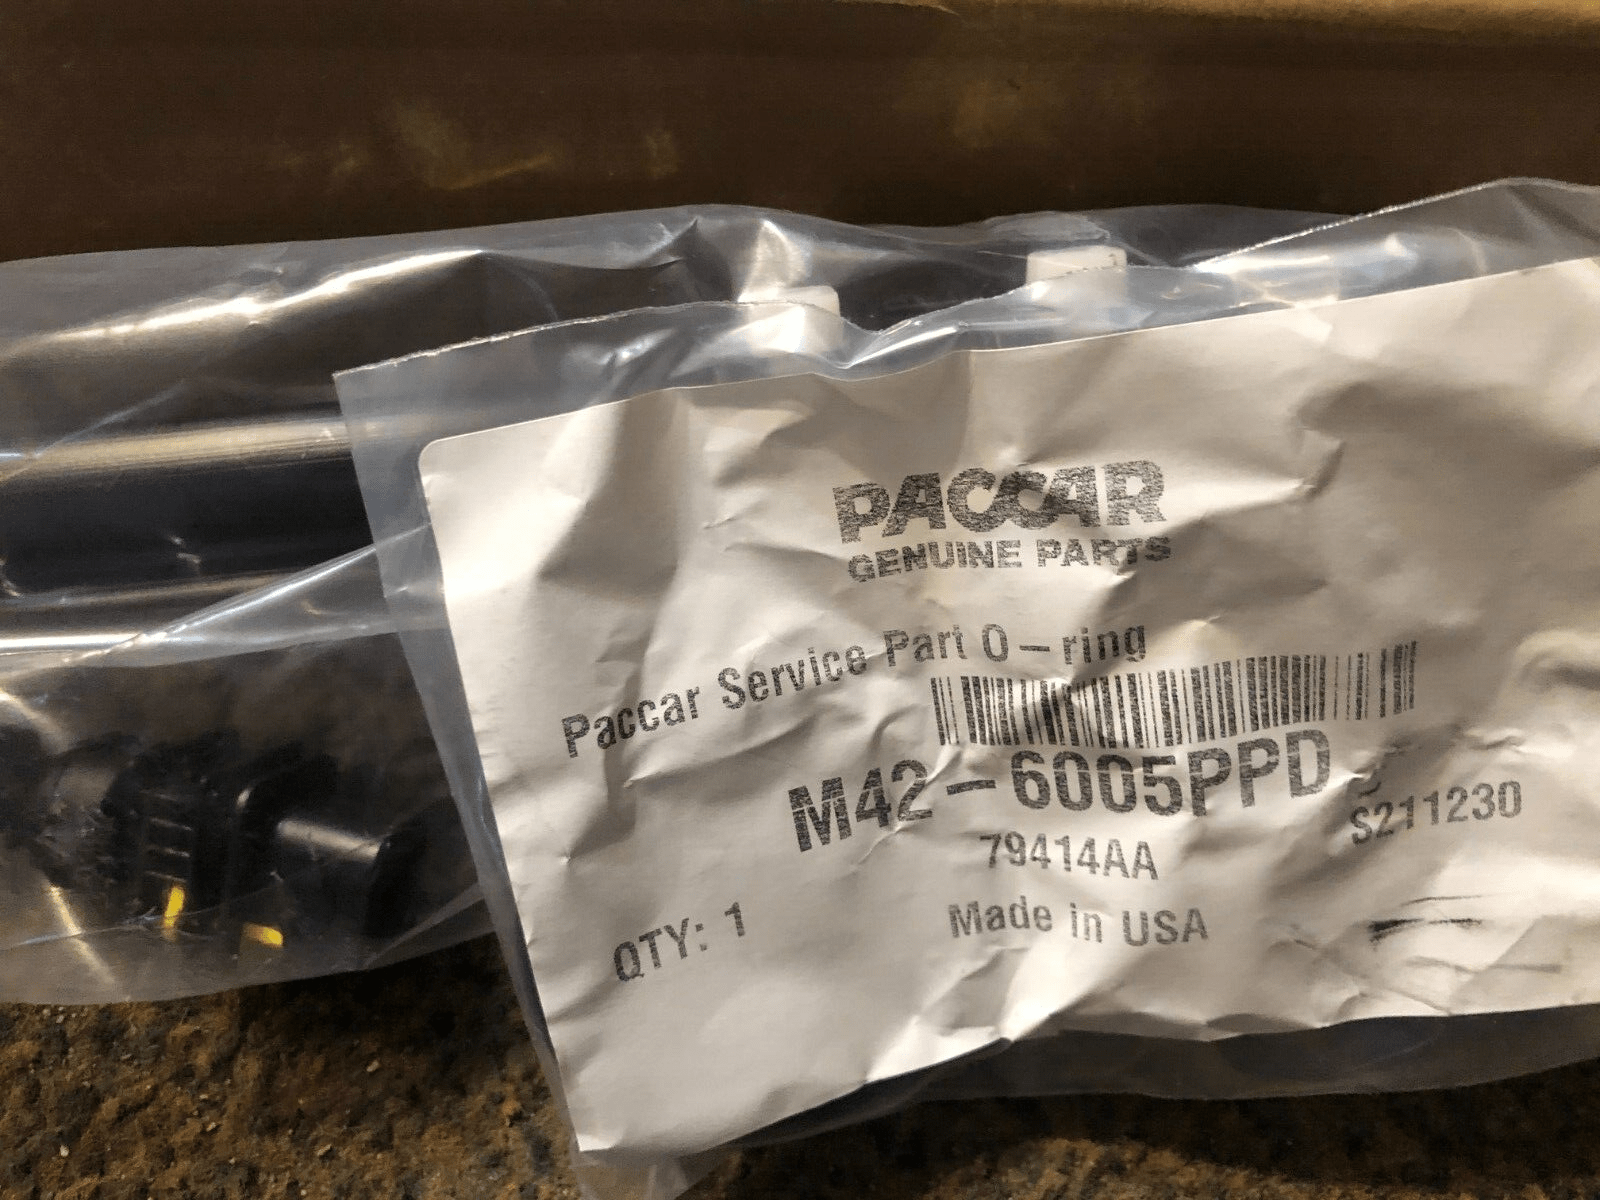 PACCAR
GENUINE PARTS
Paccar Service Part O-ring
M42-6005PPD
S211230
79414AA
QTY: 1
Made in USA